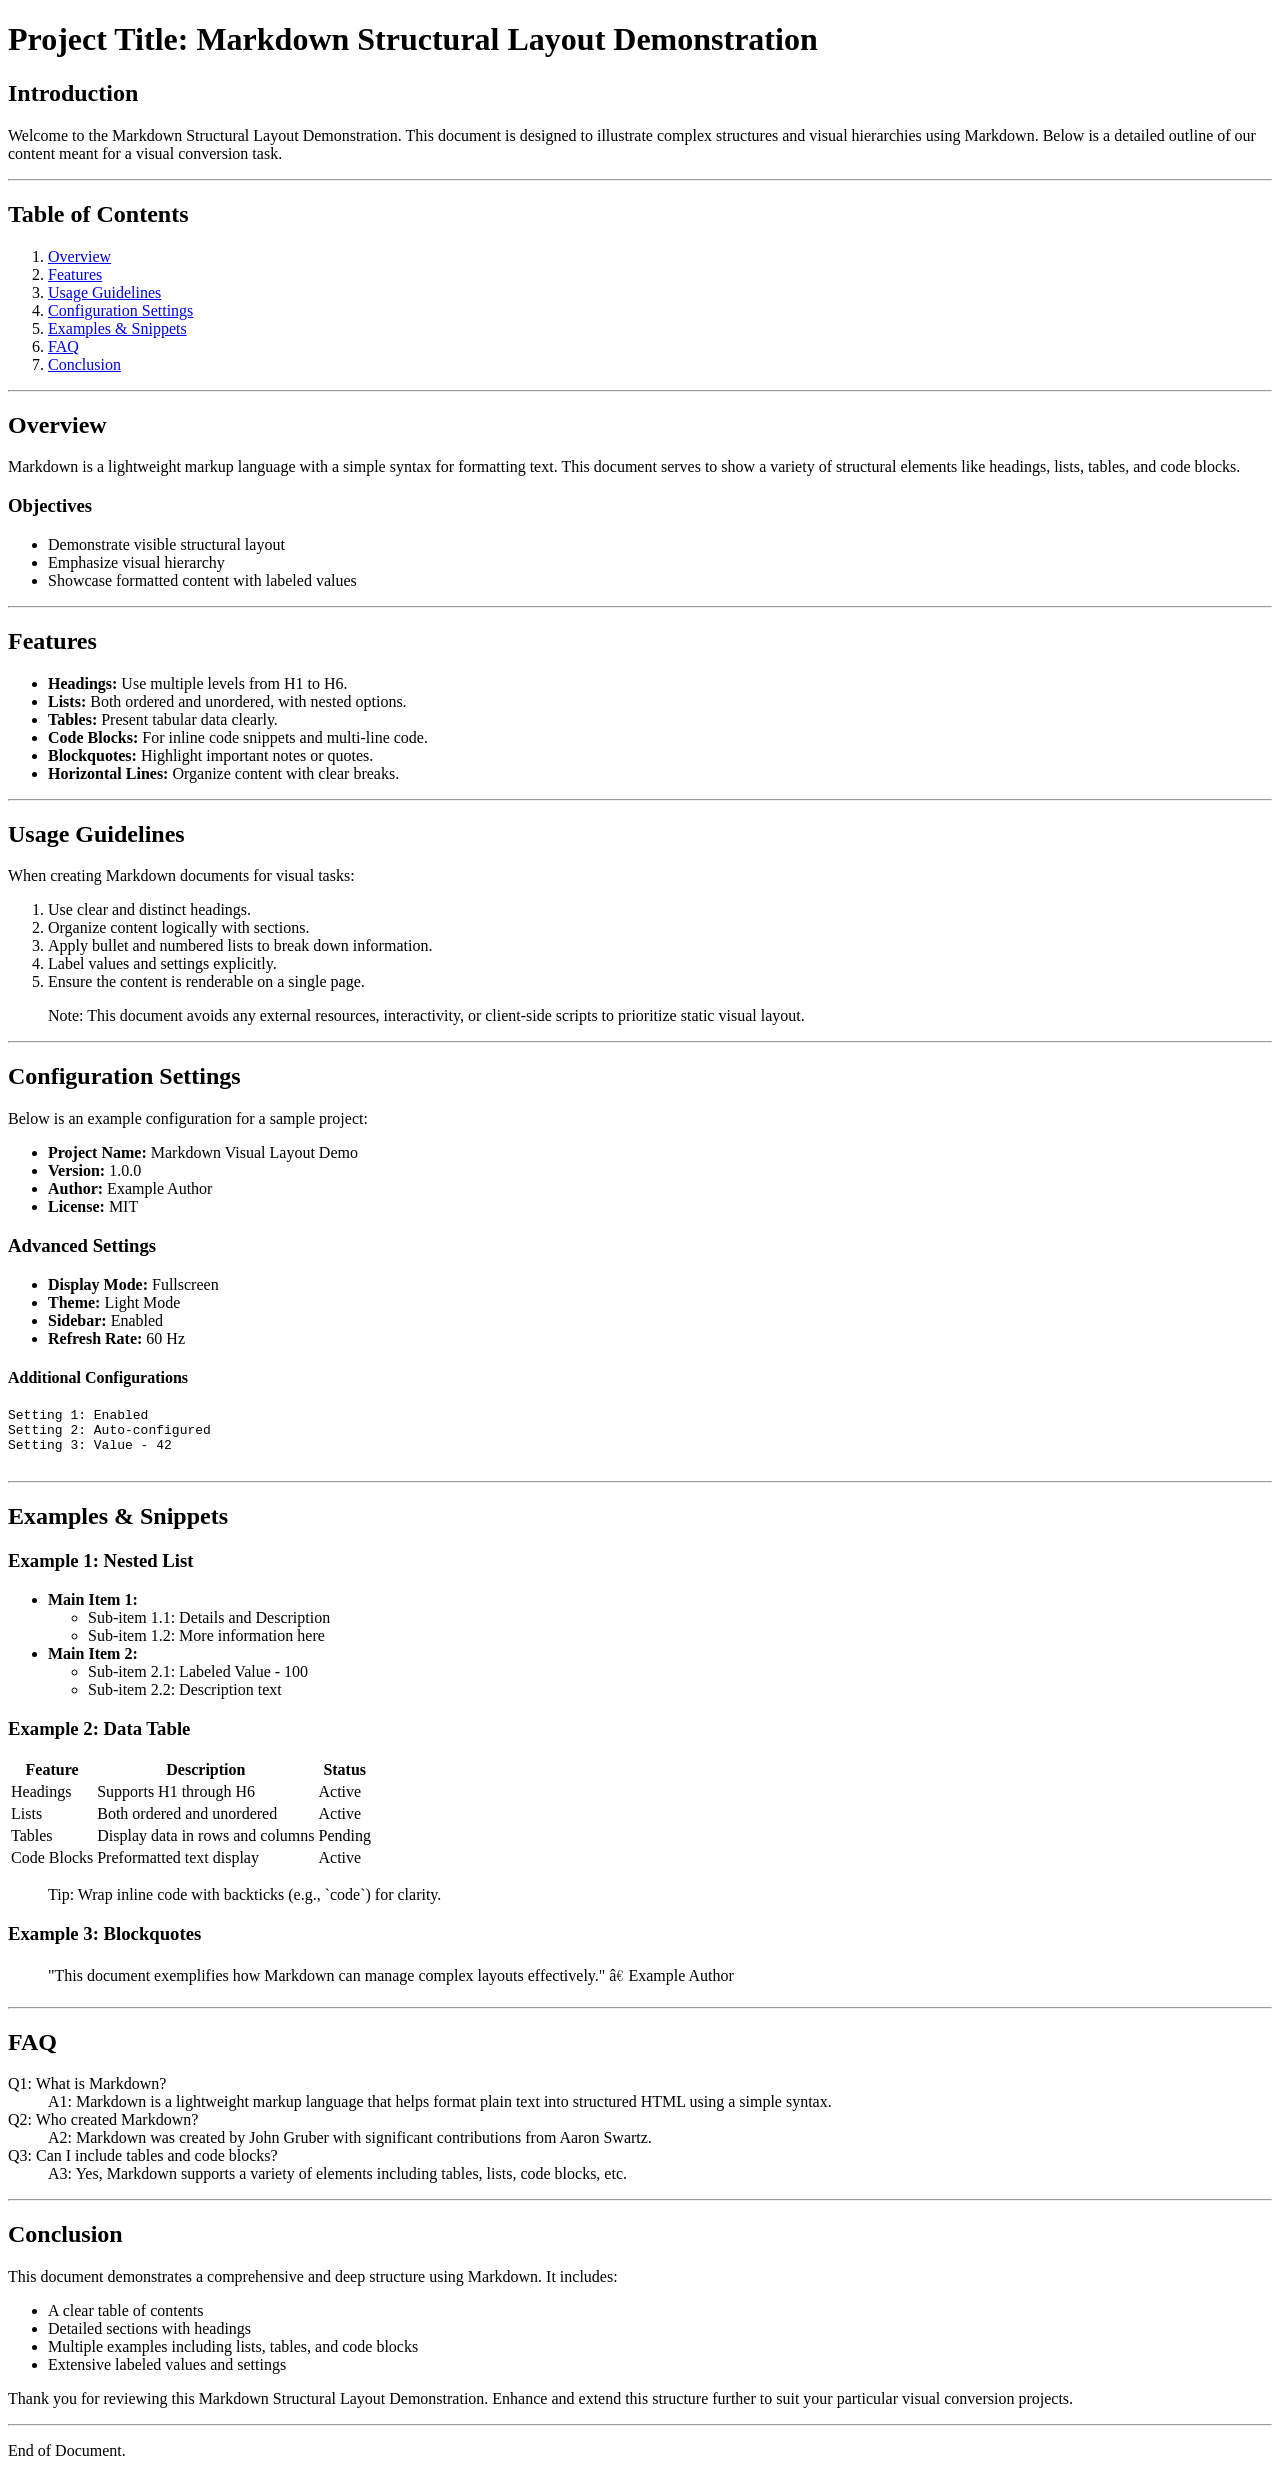 Project Title: Markdown Structural Layout Demonstration
Introduction
Welcome to the Markdown Structural Layout Demonstration. This document is designed to illustrate complex structures and visual hierarchies using Markdown. Below is a detailed outline of our
content meant for a visual conversion task.
Table of Contents
1. Overview
2. Features
3. Usage Guidelines
4. Configuration Settings
5. Examples & Snippets
6. FAQ
7. Conclusion
Overview
Markdown is a lightweight markup language with a simple syntax for formatting text. This document serves to show a variety of structural elements like headings, lists, tables, and code blocks.
Objectives
• Demonstrate visible structural layout
• Emphasize visual hierarchy
• Showcase formatted content with labeled values
Features
• Headings: Use multiple levels from H1 to H6.
• Lists: Both ordered and unordered, with nested options.
• Tables: Present tabular data clearly.
• Code Blocks: For inline code snippets and multi-line code.
• Blockquotes: Highlight important notes or quotes.
• Horizontal Lines: Organize content with clear breaks.
Usage Guidelines
When creating Markdown documents for visual tasks:
1. Use clear and distinct headings.
2. Organize content logically with sections.
3. Apply bullet and numbered lists to break down information.
4. Label values and settings explicitly.
5. Ensure the content is renderable on a single page.
Note: This document avoids any external resources, interactivity, or client-side scripts to prioritize static visual layout.
Configuration Settings
Below is an example configuration for a sample project:
• Project Name: Markdown Visual Layout Demo
• Version: 1.0.0
• Author: Example Author
• License: MIT
Advanced Settings
• Display Mode: Fullscreen
• Theme: Light Mode
• Sidebar: Enabled
• Refresh Rate: 60 Hz
Additional Configurations
Setting 1: Enabled
Setting 2: Auto-configured
Setting 3: Value - 42
Examples & Snippets
Example 1: Nested List
• Main Item 1:
◦ Sub-item 1.1: Details and Description
◦ Sub-item 1.2: More information here
• Main Item 2:
◦ Sub-item 2.1: Labeled Value - 100
◦ Sub-item 2.2: Description text
Example 2: Data Table
Feature Description Status
Headings Supports H1 through H6 Active
Lists Both ordered and unordered Active
Tables Display data in rows and columns Pending
Code Blocks Preformatted text display Active
Tip: Wrap inline code with backticks (e.g., `code`) for clarity.
Example 3: Blockquotes
"This document exemplifies how Markdown can manage complex layouts effectively." â€ Example Author
FAQ
Q1: What is Markdown?
A1: Markdown is a lightweight markup language that helps format plain text into structured HTML using a simple syntax.
Q2: Who created Markdown?
A2: Markdown was created by John Gruber with significant contributions from Aaron Swartz.
Q3: Can I include tables and code blocks?
A3: Yes, Markdown supports a variety of elements including tables, lists, code blocks, etc.
Conclusion
This document demonstrates a comprehensive and deep structure using Markdown. It includes:
• A clear table of contents
• Detailed sections with headings
• Multiple examples including lists, tables, and code blocks
• Extensive labeled values and settings
Thank you for reviewing this Markdown Structural Layout Demonstration. Enhance and extend this structure further to suit your particular visual conversion projects.
End of Document.